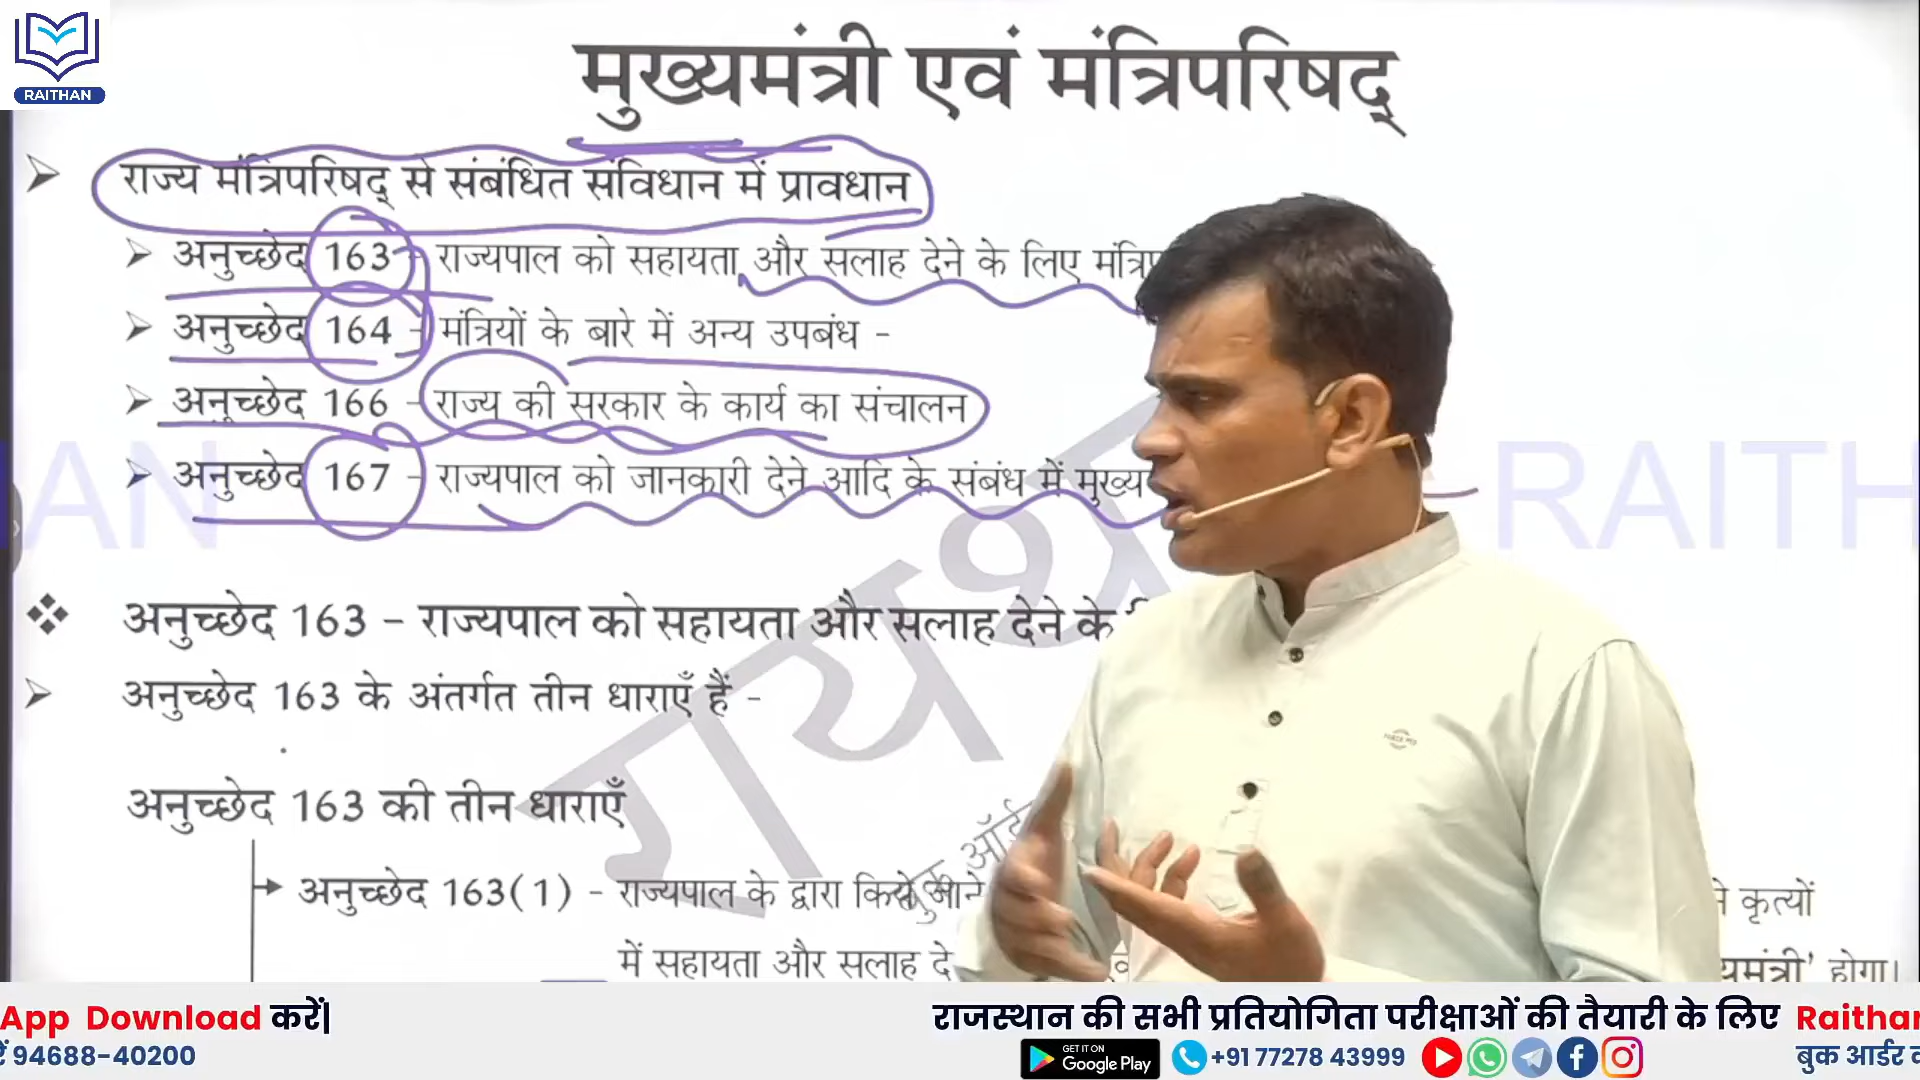 RAITHAN
मुख्यमंत्री एवं मंत्रिपरिषद्
राज्य मंत्रिपरिषद् से संबंधित संविधान में प्रावधान
अनुच्छेद 163 - राज्यपाल को सहायता और सलाह देने के लिए
अनुच्छेद 164 - मंत्रियों के बारे में अन्य उपबंध -
अनुच्छेद 166 - राज्य की सरकार के कार्य का संचालन
अनुच्छेद 167 - राज्यपाल को जानकारी देने आदि के संबंध में
अनुच्छेद 163 – राज्यपाल को सहायता और सलाह देने के
अनुच्छेद 163 के अंतर्गत तीन धाराएँ हैं -
अनुच्छेद 163 की तीन धाराएँ
अनुच्छेद 163(1) - राज्यपाल के द्वारा किये जाने कृत्यों
में सहायता और सलाह होगा।
App Download करें|
94688-40200
राजस्थान की सभी प्रतियोगिता परीक्षाओं की तैयारी के लिए
GET IT ON
Google Play
+91 77278 43999
बुक आर्डर